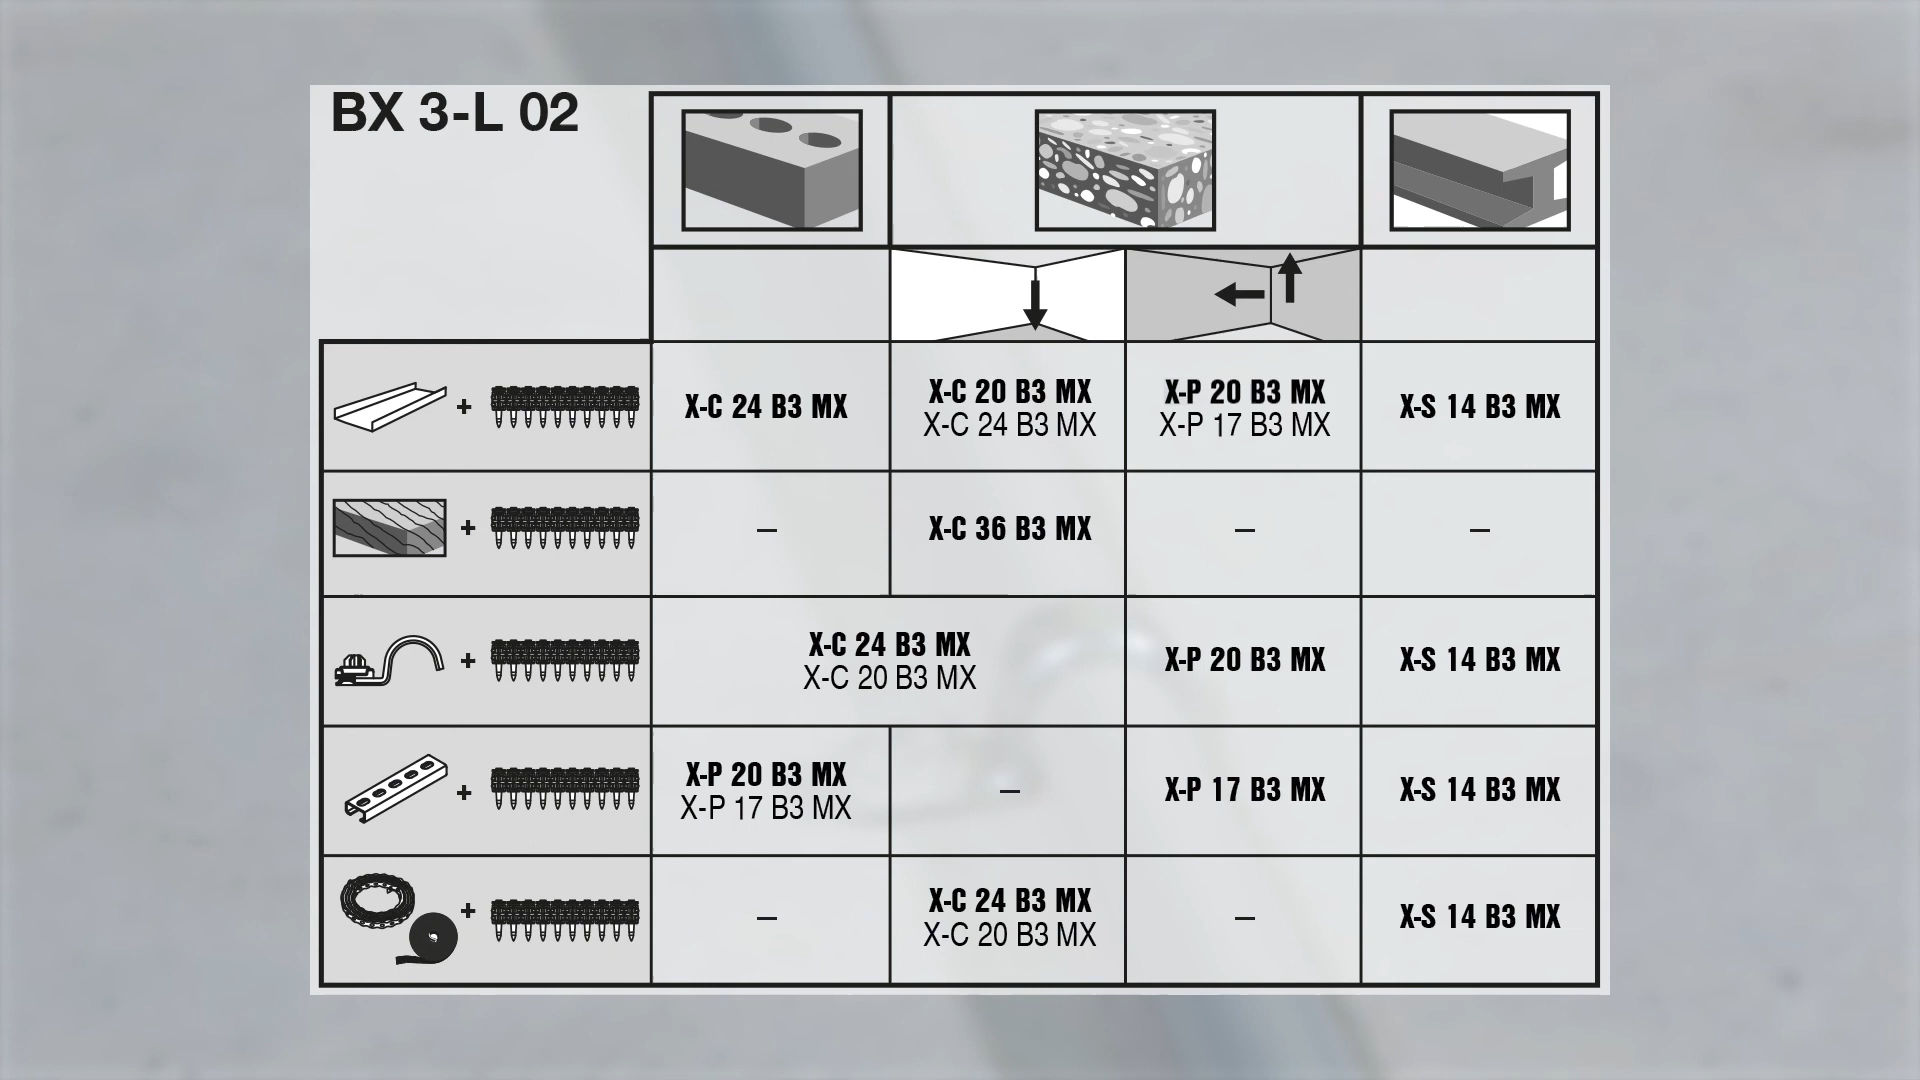 BX 3-L 02
+
X-C 24 B3 MX
X-C 20 B3 MX
X-C 24 B3 MX
X-P 20 B3 MX
X-P 17 B3 MX
X-S 14 B3 MX
+
–
X-C 36 B3 MX
–
–
+
X-C 24 B3 MX
X-C 20 B3 MX
X-P 20 B3 MX
X-S 14 B3 MX
+
X-P 20 B3 MX
X-P 17 B3 MX
–
X-P 17 B3 MX
X-S 14 B3 MX
+
–
X-C 24 B3 MX
X-C 20 B3 MX
–
X-S 14 B3 MX